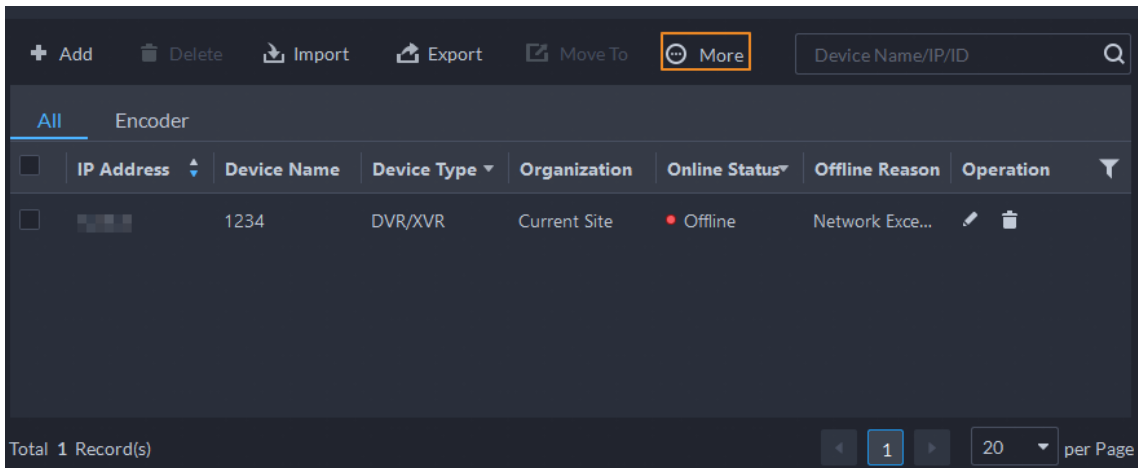 Add Delete Import Export Move To More Device Name/IP/ID
All Encoder
IP Address Device Name Device Type Organization Online Status Offline Reason Operation
1234 DVR/XVR Current Site Offline Network Exce...
Total 1 Record(s) 1 20 per Page